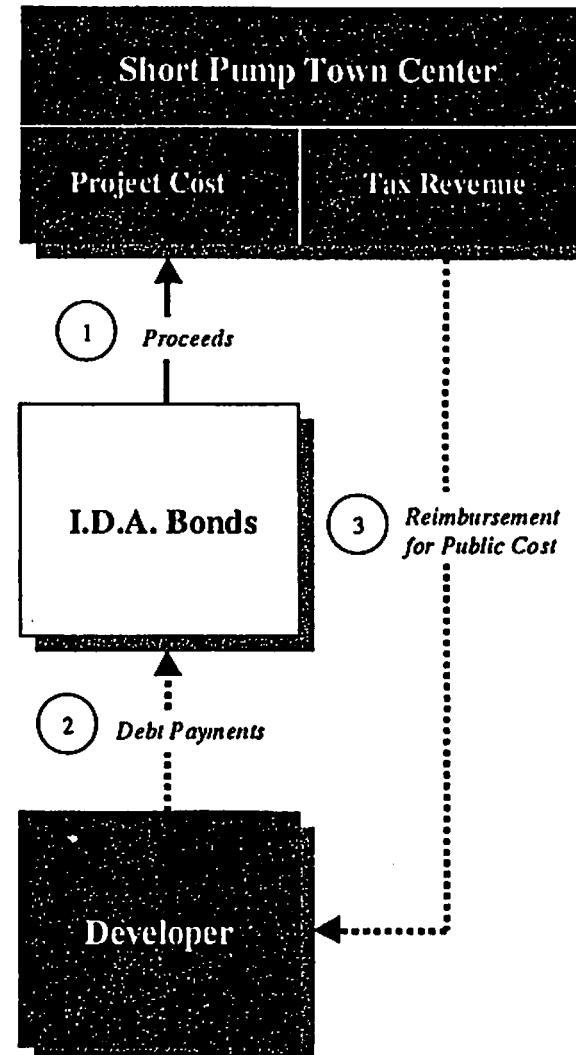 Short Pump Town Center
Project Cost
Tax Revenue
1
Proceeds
I.D.A. Bonds
3
Reimbursement
for Public Cost
2
Debt Payments
Developer